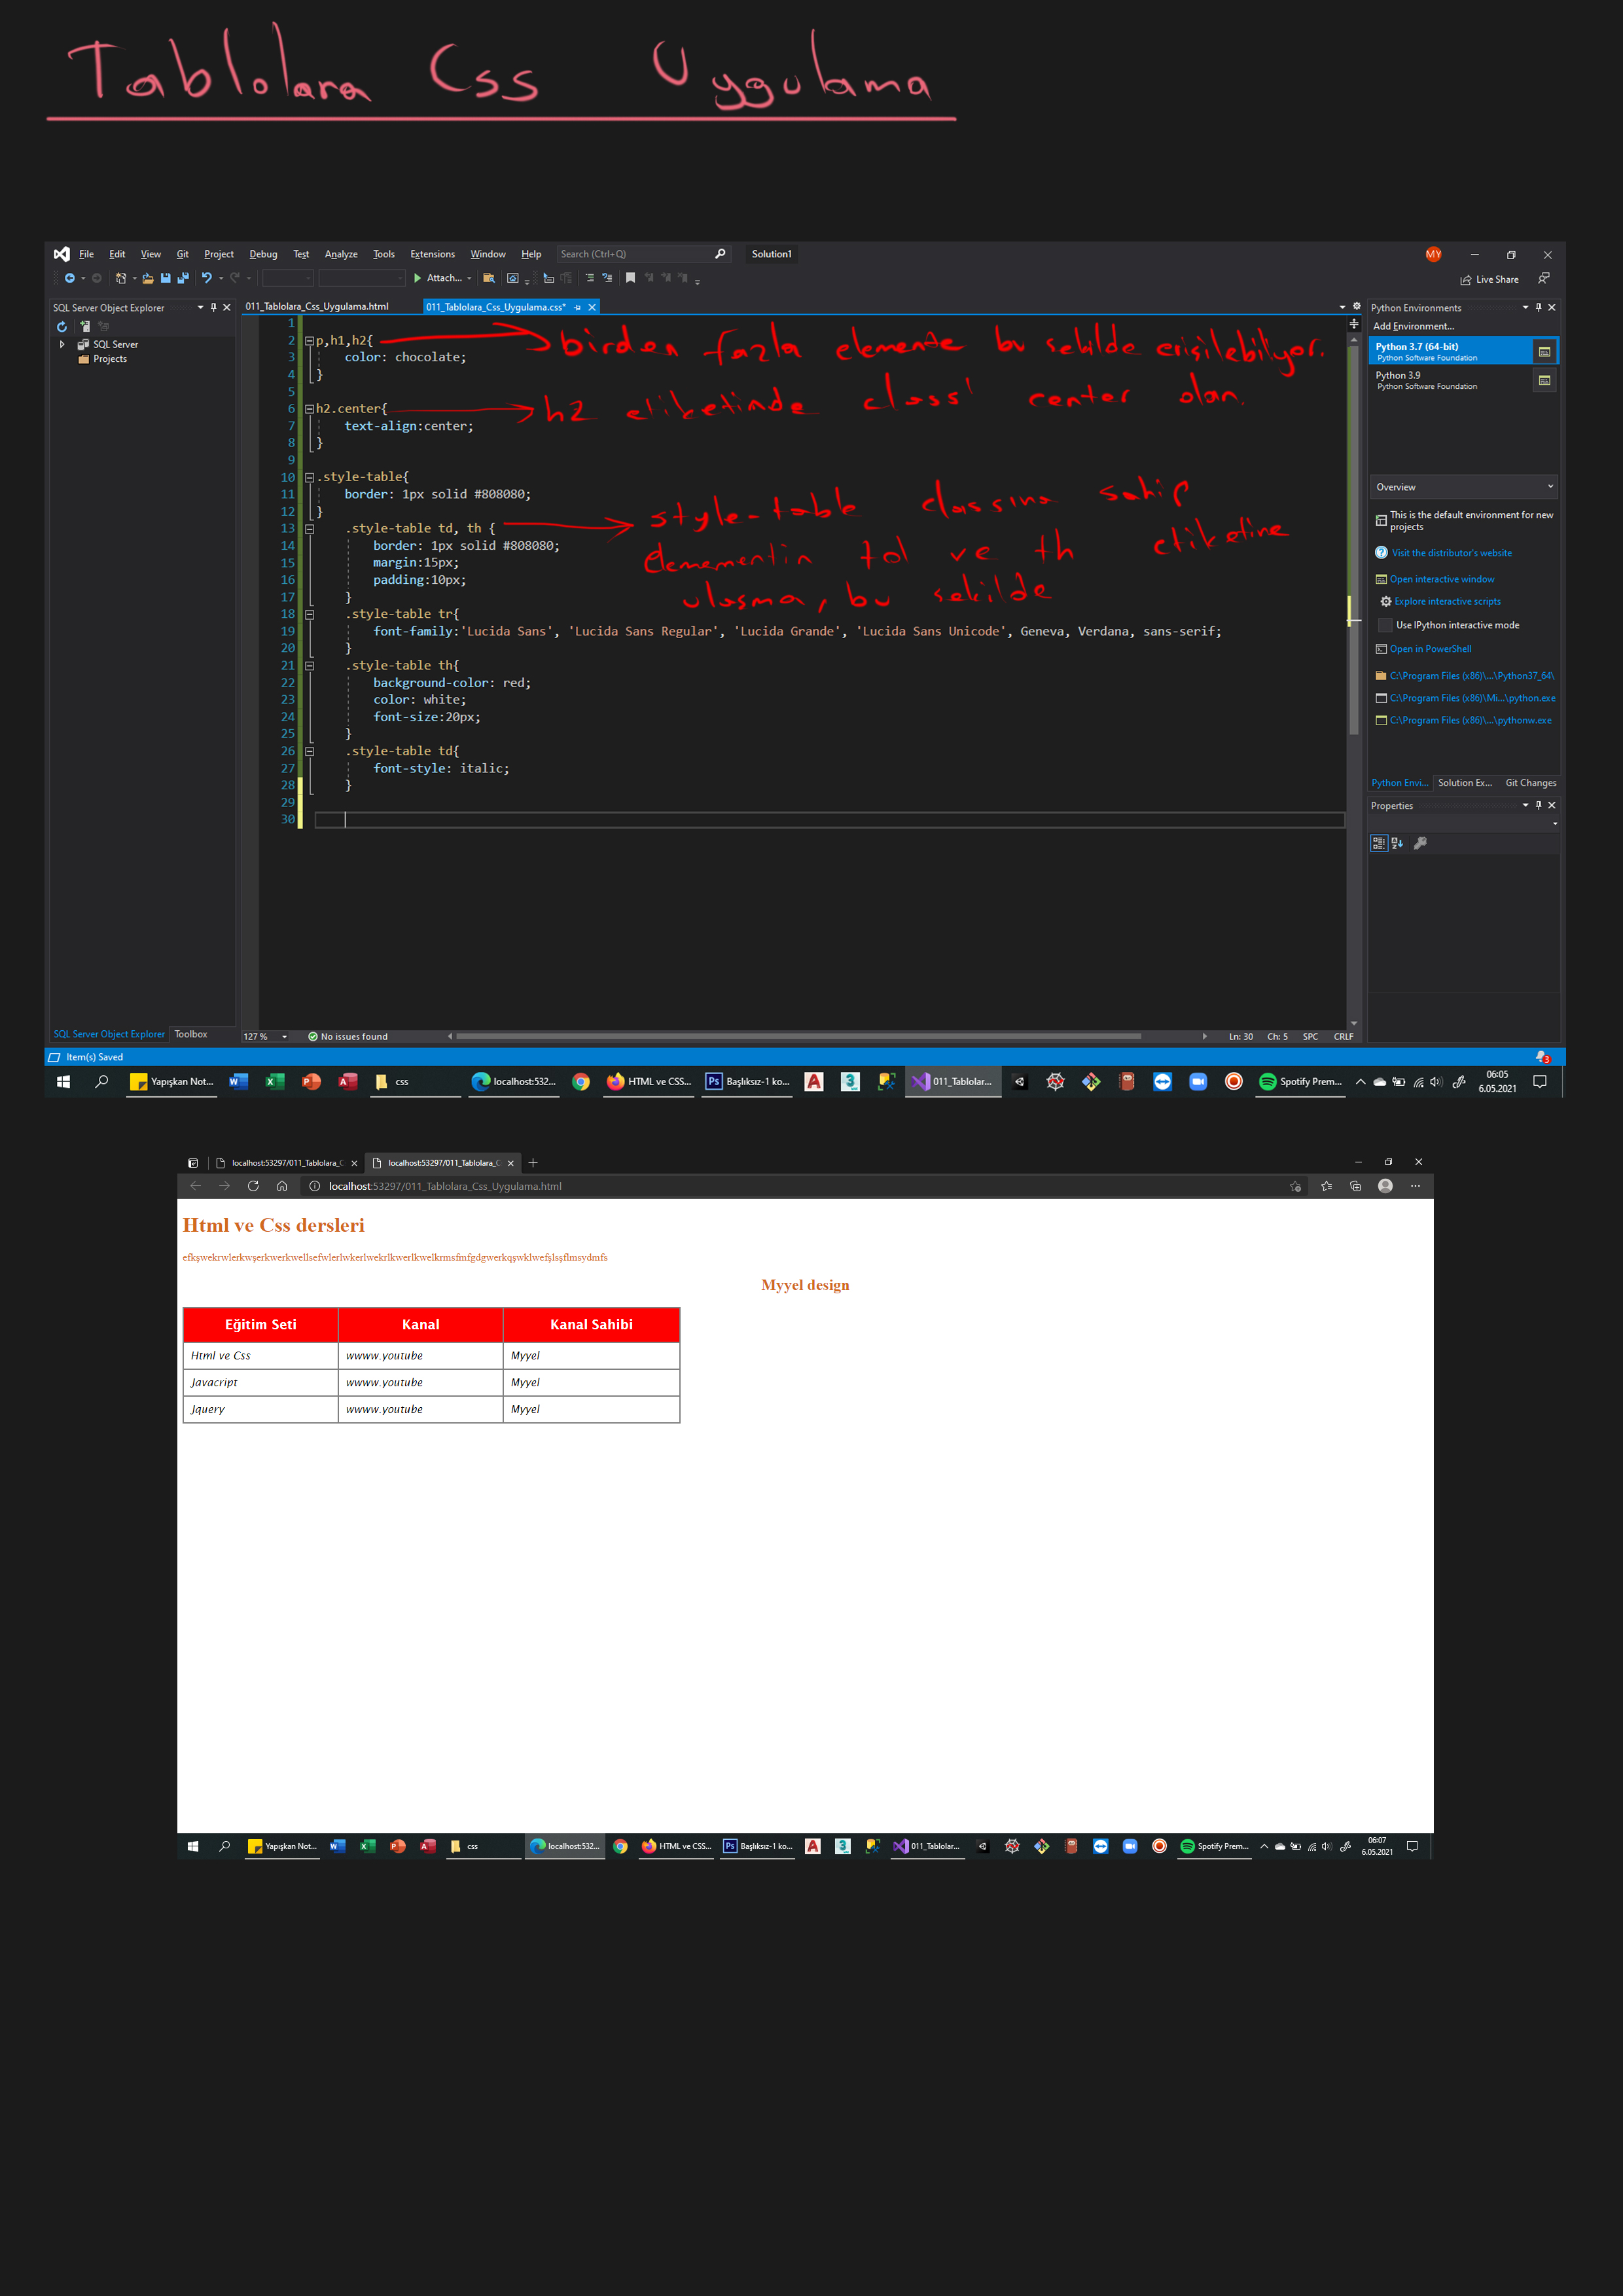 Tablolara Css Uygulama
File Edit View Git Project Debug Test Analyze Tools Extensions Window Help Search (Ctrl+Q) Solution1 MY
Attach... Live Share
SQL Server Object Explorer
SQL Server
Projects
011_Tablolara_Css_Uygulama.html 011_Tablolara_Css_Uygulama.css*
1
2 p,h1,h2{
3 color: chocolate;
4 }
5
6 h2.center{
7 text-align:center;
8 }
9
10 .style-table{
11 border: 1px solid #808080;
12 }
13 .style-table td, th {
14 border: 1px solid #808080;
15 margin:15px;
16 padding:10px;
17 }
18 .style-table tr{
19 font-family:'Lucida Sans', 'Lucida Sans Regular', 'Lucida Grande', 'Lucida Sans Unicode', Geneva, Verdana, sans-serif;
20 }
21 .style-table th{
22 background-color: red;
23 color: white;
24 font-size:20px;
25 }
26 .style-table td{
27 font-style: italic;
28 }
29
30
birden fazla elemente bu sekilde erisilebiliyor.
h2 etiketinde class' center olan.
style-table classına sahip
elementin td ve th etiketine
ulasma, bu sekilde
Python Environments
Add Environment...
Python 3.7 (64-bit)
Python Software Foundation
Python 3.9
Python Software Foundation
Overview
This is the default environment for new
projects
Visit the distributor's website
Open interactive window
Explore interactive scripts
Use IPython interactive mode
Open in PowerShell
C:\Program Files (x86)\...\Python37_64\
C:\Program Files (x86)\Mi...\python.exe
C:\Program Files (x86)\...\pythonw.exe
Python Envi... Solution Ex... Git Changes
Properties
SQL Server Object Explorer Toolbox
127 % No issues found Ln: 30 Ch: 5 SPC CRLF
Item(s) Saved 3
Yapışkan Not... css localhost:532... HTML ve CSS... Başlıksız-1 ko... 011_Tablolar... Spotify Prem... 06:05
6.05.2021
localhost:53297/011_Tablolara_C localhost:53297/011_Tablolara_C
localhost:53297/011_Tablolara_Css_Uygulama.html
Html ve Css dersleri
efkşwekrwlerkwşerkwerkwellsefwlerlwkerlwekrlkwerlkwelkrmsfmfgdgwerkqşwklwefşlsşflmsydmfs
Myyel design
Eğitim Seti Kanal Kanal Sahibi
Html ve Css wwww.youtube Myyel
Javacript wwww.youtube Myyel
Jquery wwww.youtube Myyel
Yapışkan Not... css localhost:532... HTML ve CSS... Başlıksız-1 ko... 011_Tablolar... Spotify Prem... 06:07
6.05.2021